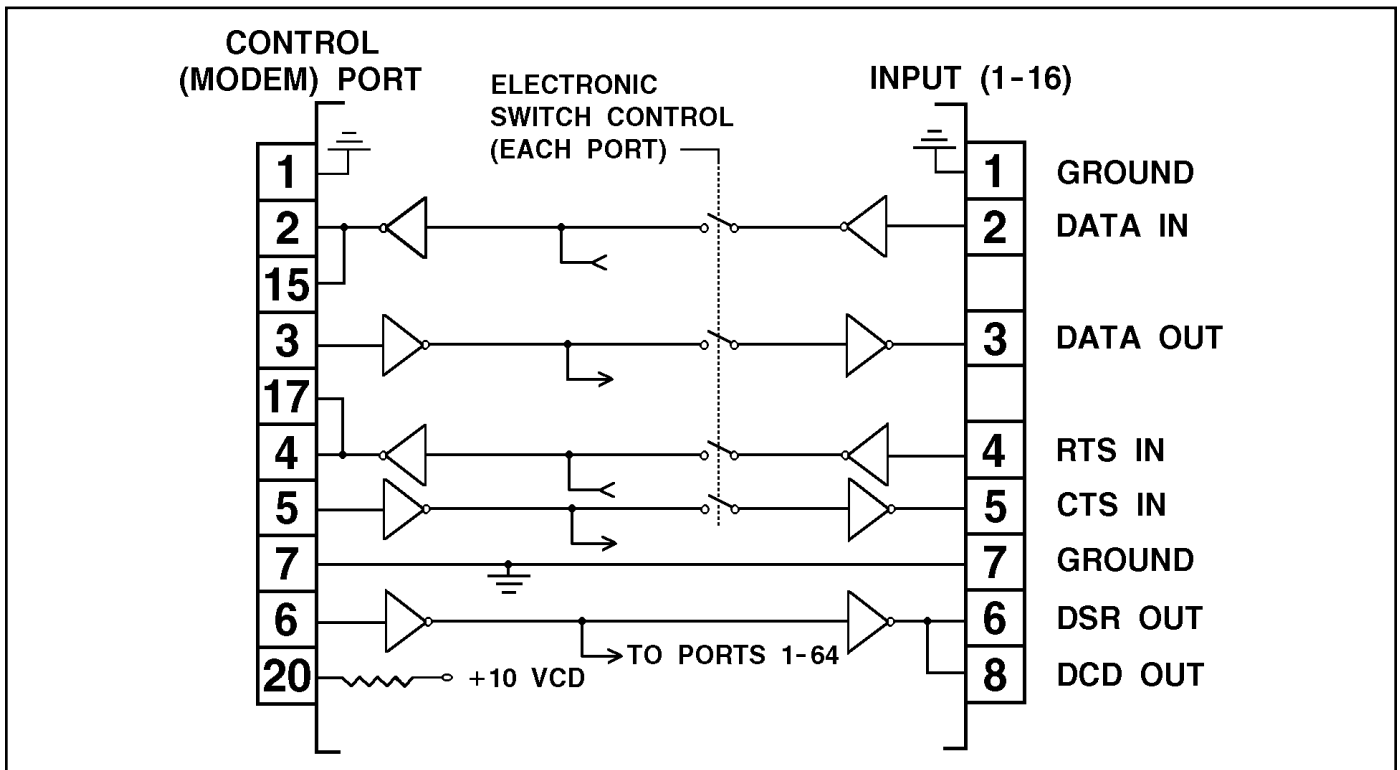 CONTROL
(MODEM) PORT
ELECTRONIC
SWITCH CONTROL
(EACH PORT)
INPUT (1-16)
1
2
15
3
17
4
5
7
6
20
+10 VCD
TO PORTS 1-64
1 GROUND
2 DATA IN
3 DATA OUT
4 RTS IN
5 CTS IN
7 GROUND
6 DSR OUT
8 DCD OUT